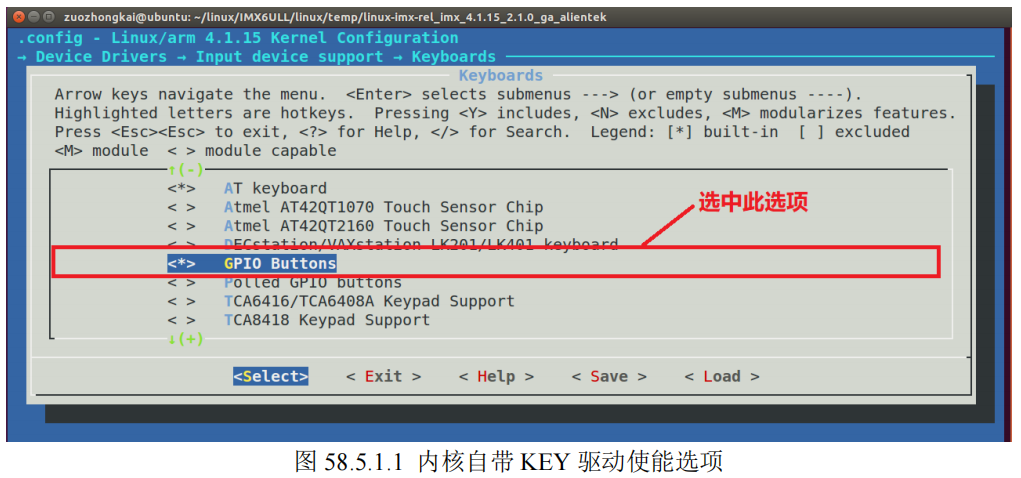 zuozhongkai@ubuntu: ~/linux/IMX6ULL/linux/temp/linux-imx-rel_imx_4.1.15_2.1.0_ga_alientek
.config - Linux/arm 4.1.15 Kernel Configuration
→ Device Drivers → Input device support → Keyboards
Keyboards
Arrow keys navigate the menu. <Enter> selects submenus ---> (or empty submenus ----).
Highlighted letters are hotkeys. Pressing <Y> includes, <N> excludes, <M> modularizes features.
Press <Esc><Esc> to exit, <?> for Help, </> for Search. Legend: [*] built-in [ ] excluded
<M> module < > module capable
↑(-)
<*> AT keyboard
< > Atmel AT42QT1070 Touch Sensor Chip
选中此选项
< > Atmel AT42QT2160 Touch Sensor Chip
< > DECstation/VAXstation LK201/LK401 keyboard
<*> GPIO Buttons
< > Polled GPIO buttons
< > TCA6416/TCA6408A Keypad Support
< > TCA8418 Keypad Support
↓(+)
<Select> < Exit > < Help > < Save > < Load >
图 58.5.1.1 内核自带 KEY 驱动使能选项